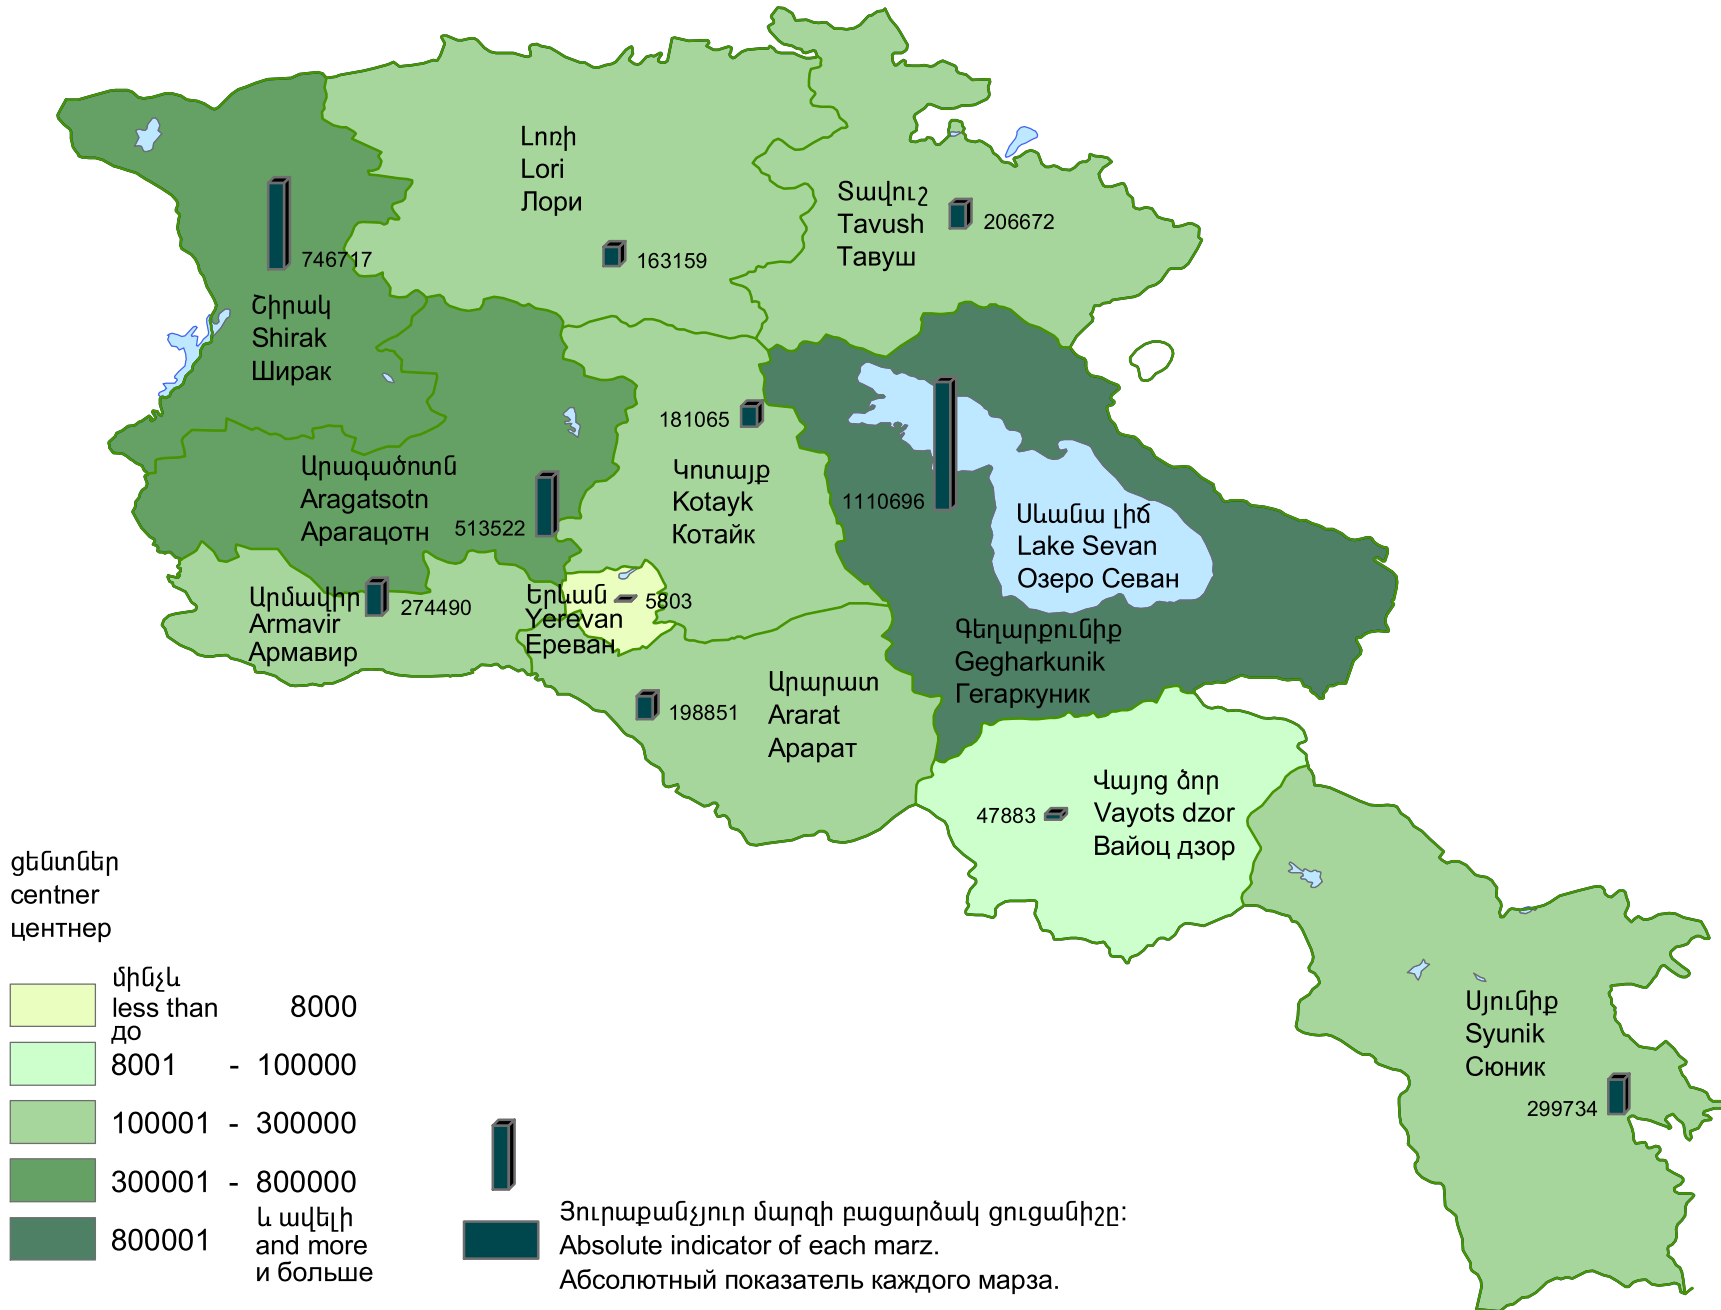 Լոռի
Lori
Лори
163159
Տավուշ
Tavush
Тавуш
206672
746717
Շիրակ
Shirak
Ширак
181065
Կոտայք
Kotayk
Котайк
Արագածոտն
Aragatsotn
Арагацотн
513522
1110696
Սևանա լիճ
Lake Sevan
Озеро Севан
Արմավիր
Armavir
Армавир
274490
Երևան
Yerevan
Ереван
5803
Գեղարքունիք
Gegharkunik
Гегаркуник
Արարատ
Ararat
Арарат
198851
Վայոց ձոր
Vayots dzor
Вайоц дзор
47883
Սյունիք
Syunik
Сюник
299734
ցենտներ
centner
центнер
մինչև
less than 8000
до
8001 - 100000
100001 - 300000
300001 - 800000
800001 և ավելի
and more
и больше
Յուրաքանչյուր մարզի բացարձակ ցուցանիշը:
Absolute indicator of each marz.
Абсолютный показатель каждого марза.